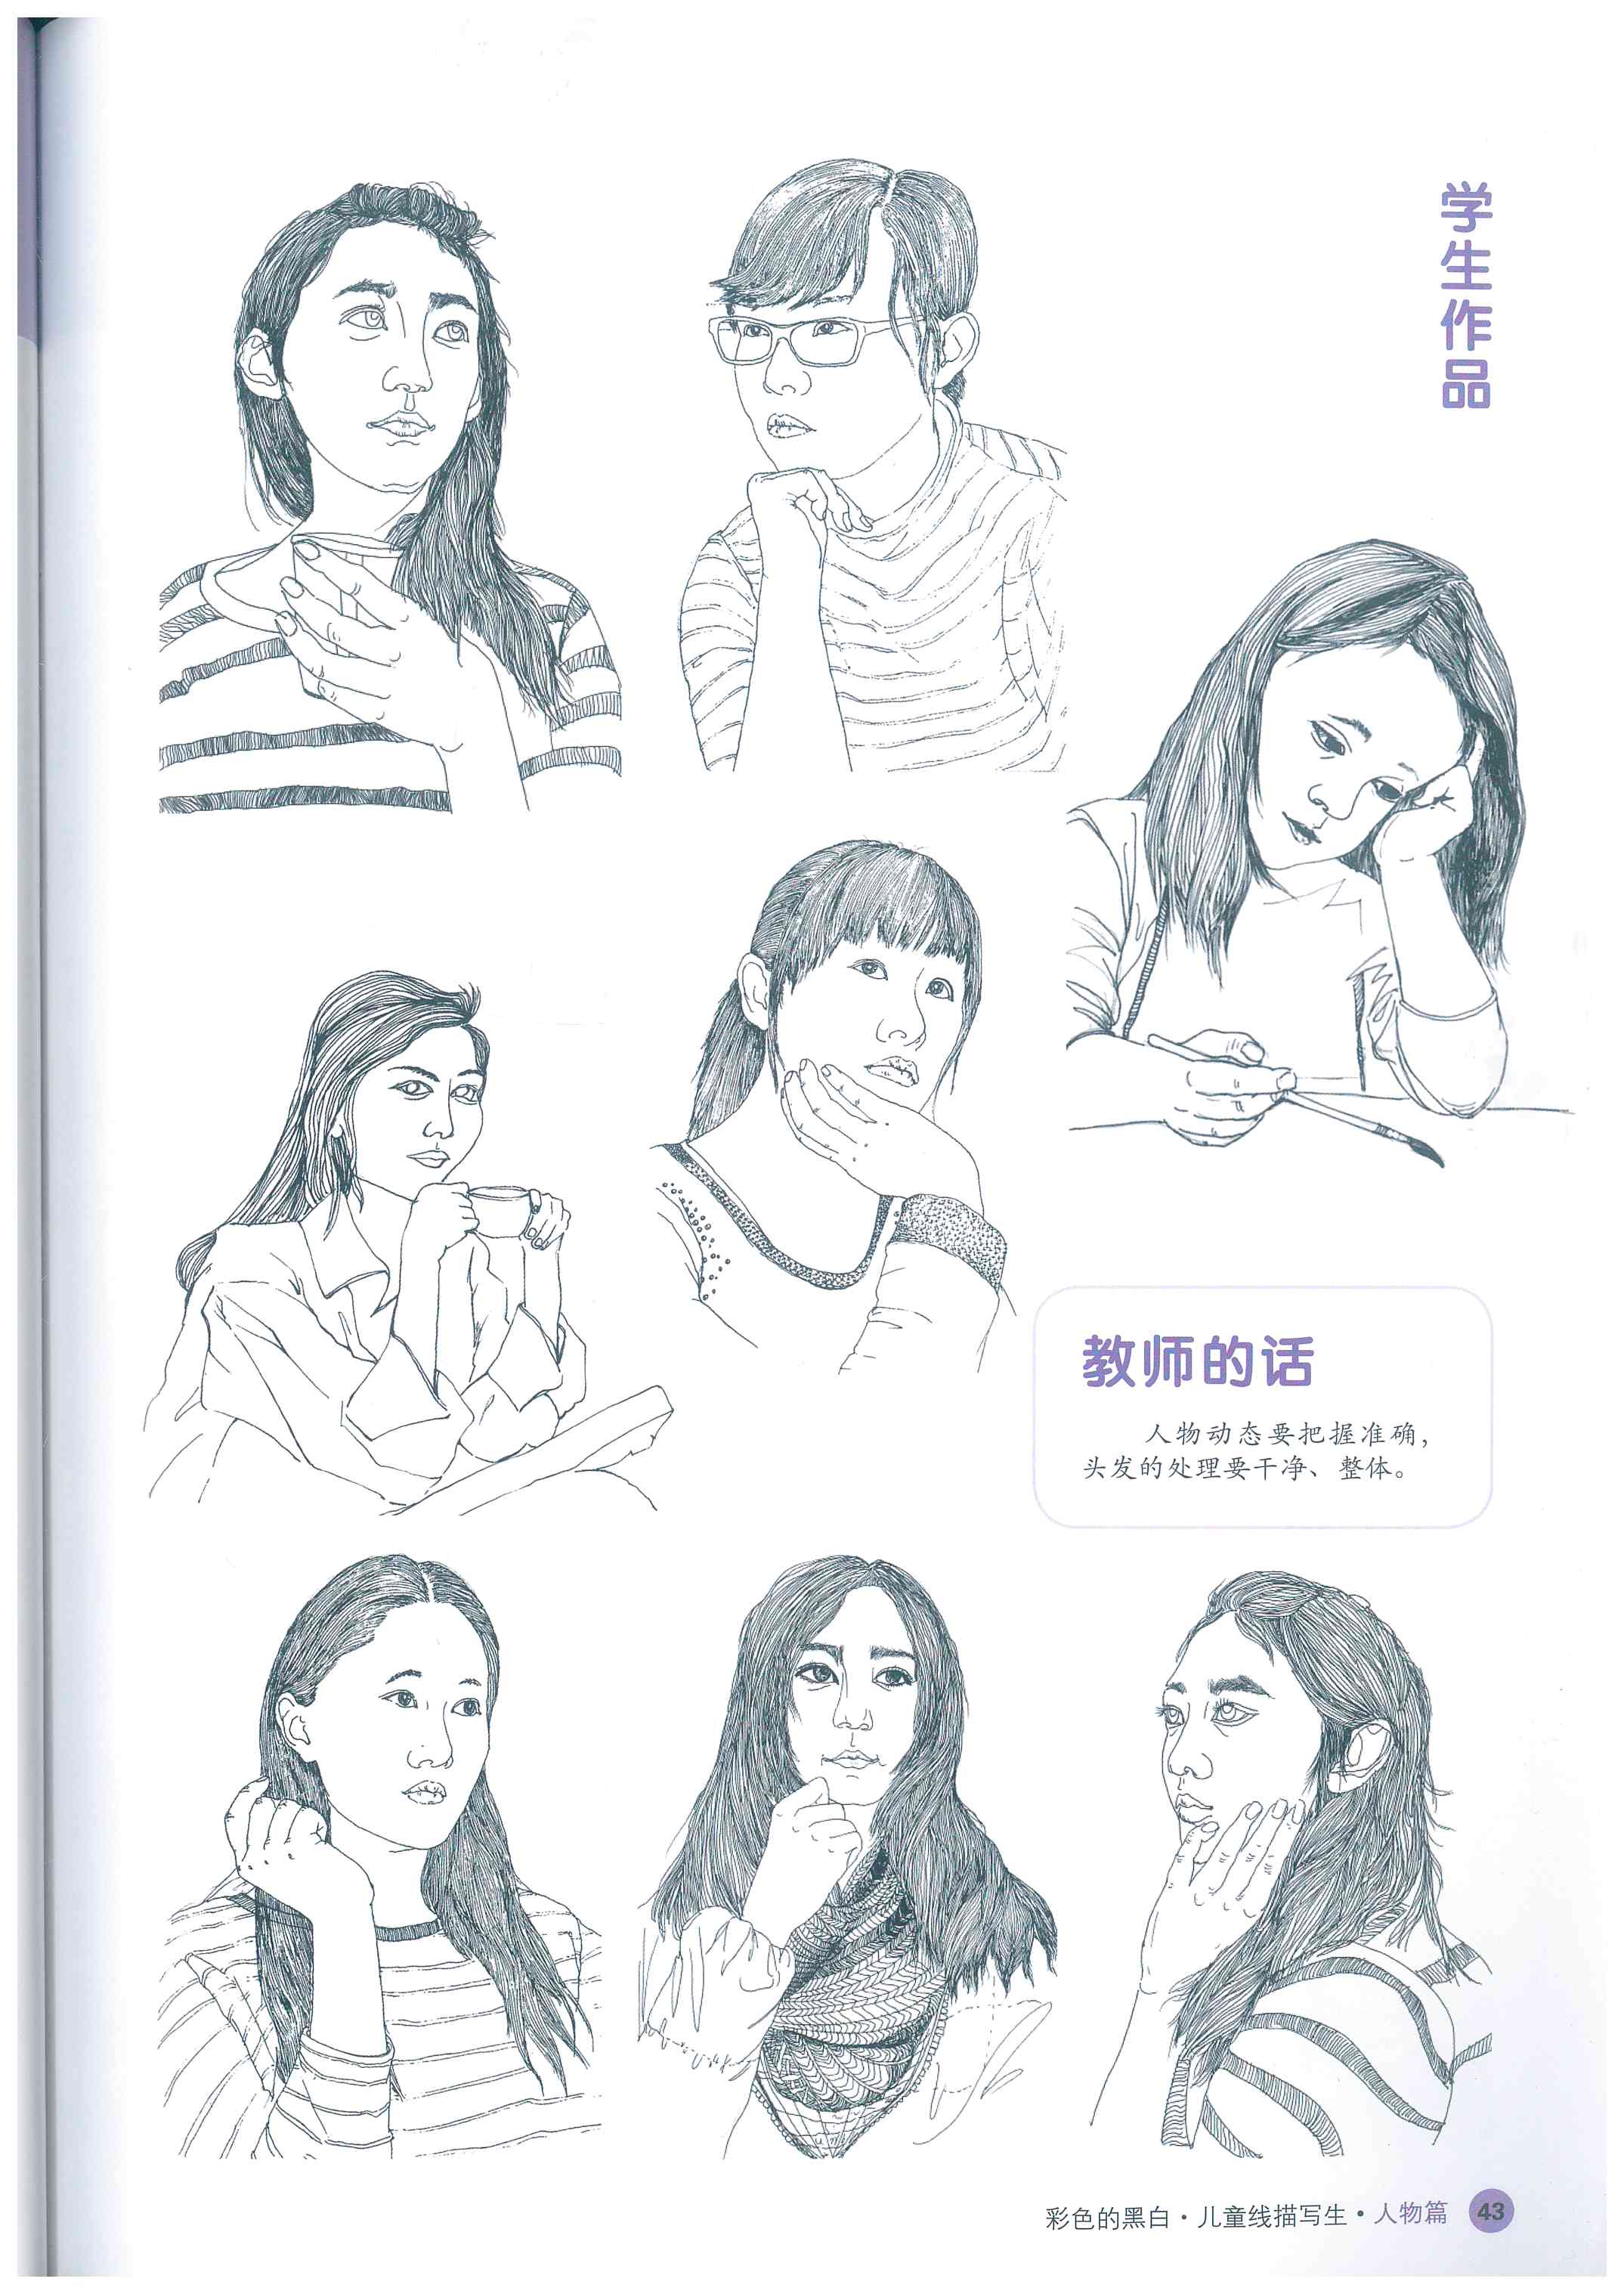 学生作品
教师的话
人物动态要把握准确，
头发的处理要干净、整体。
彩色的黑白·儿童线描写生·人物篇 43